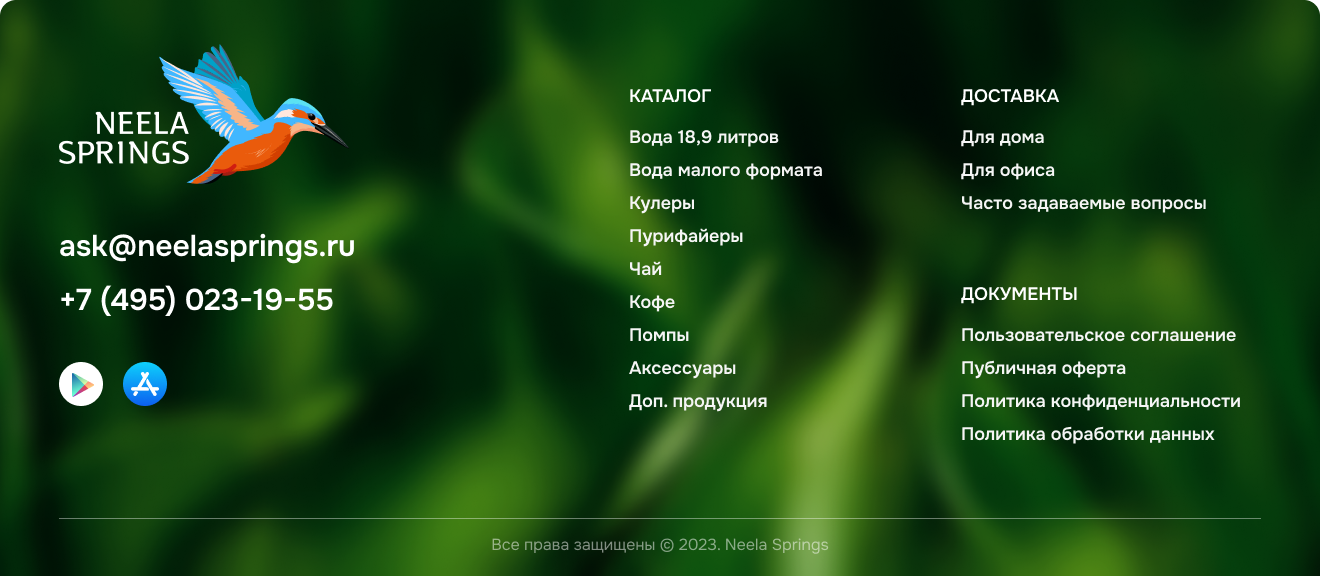 NEELA
SPRINGS
ask@neelasprings.ru
+7 (495) 023-19-55
КАТАЛОГ
Вода 18,9 литров
Вода малого формата
Кулеры
Пурифайеры
Чай
Кофе
Помпы
Аксессуары
Доп. продукция
ДОСТАВКА
Для дома
Для офиса
Часто задаваемые вопросы
ДОКУМЕНТЫ
Пользовательское соглашение
Публичная оферта
Политика конфиденциальности
Политика обработки данных
Все права защищены © 2023. Neela Springs